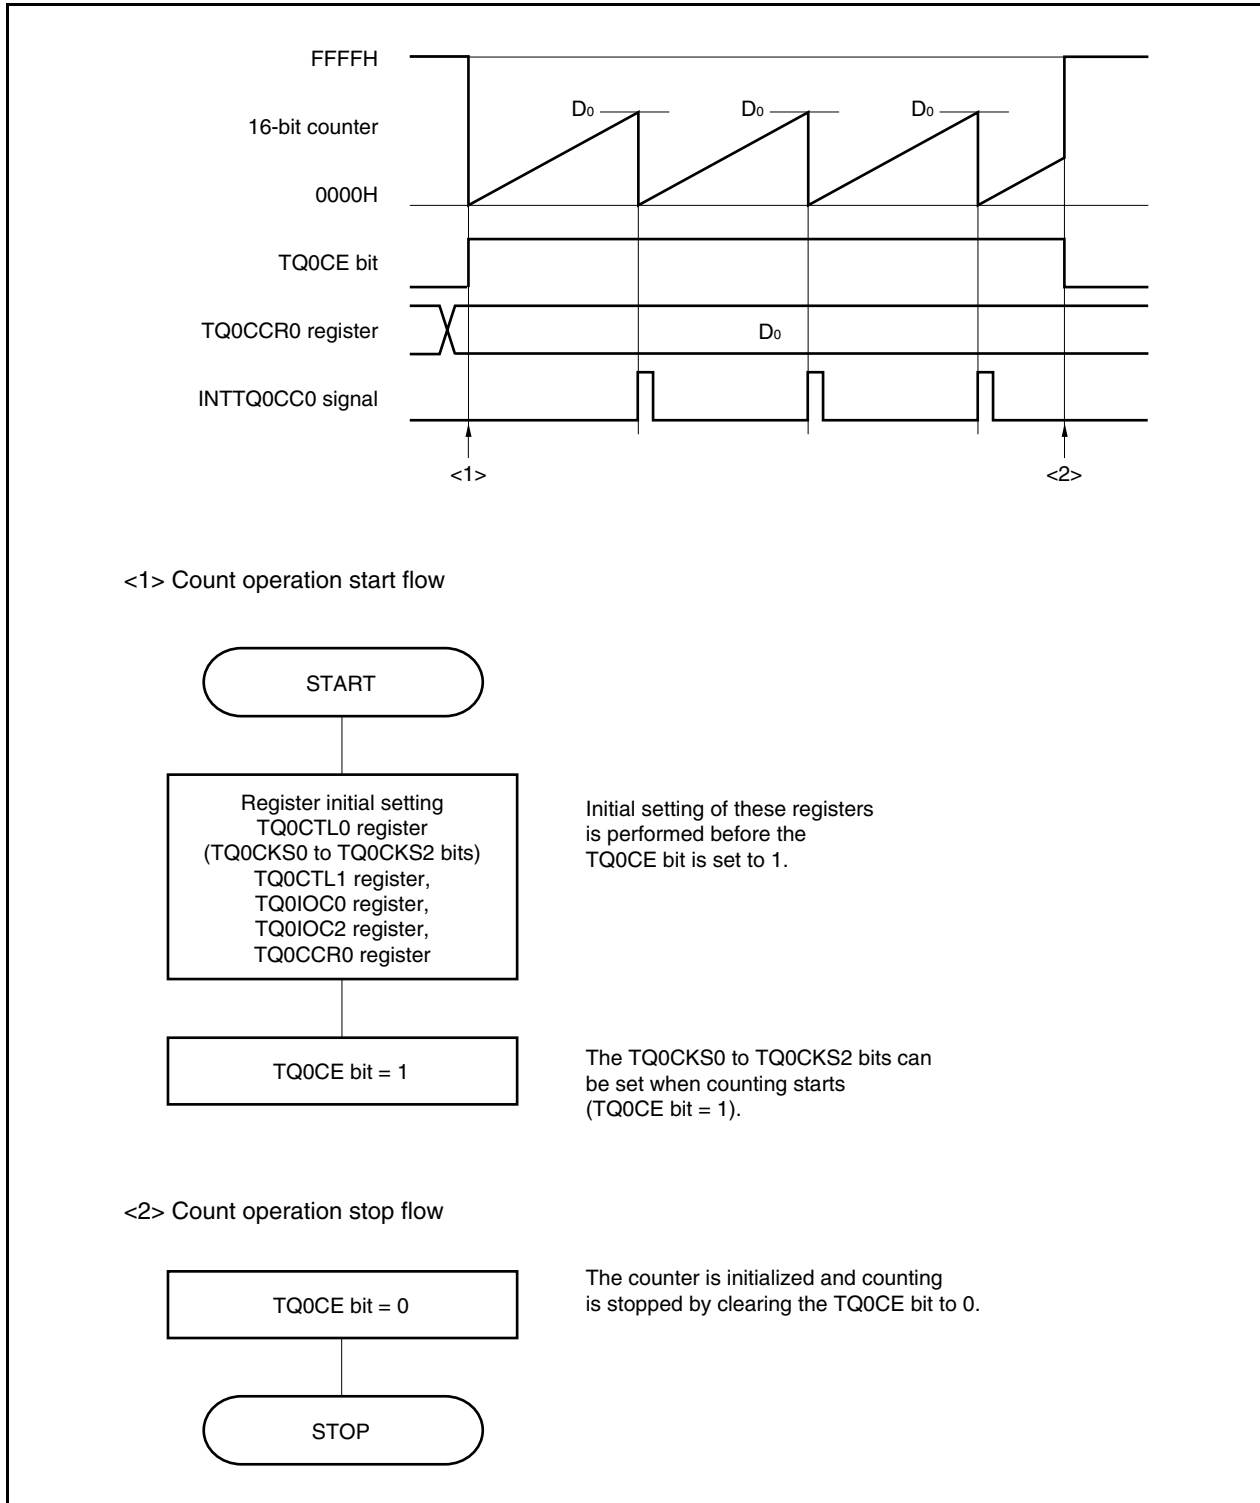 FFFFH
D0 D0 D0
16-bit counter
0000H
TQ0CE bit
TQ0CCR0 register D0
INTTQ0CC0 signal
<1> <2>
<1> Count operation start flow
START
Register initial setting
TQ0CTL0 register
(TQ0CKS0 to TQ0CKS2 bits)
TQ0CTL1 register,
TQ0IOC0 register,
TQ0IOC2 register,
TQ0CCR0 register
Initial setting of these registers
is performed before the
TQ0CE bit is set to 1.
TQ0CE bit = 1
The TQ0CKS0 to TQ0CKS2 bits can
be set when counting starts
(TQ0CE bit = 1).
<2> Count operation stop flow
TQ0CE bit = 0
The counter is initialized and counting
is stopped by clearing the TQ0CE bit to 0.
STOP